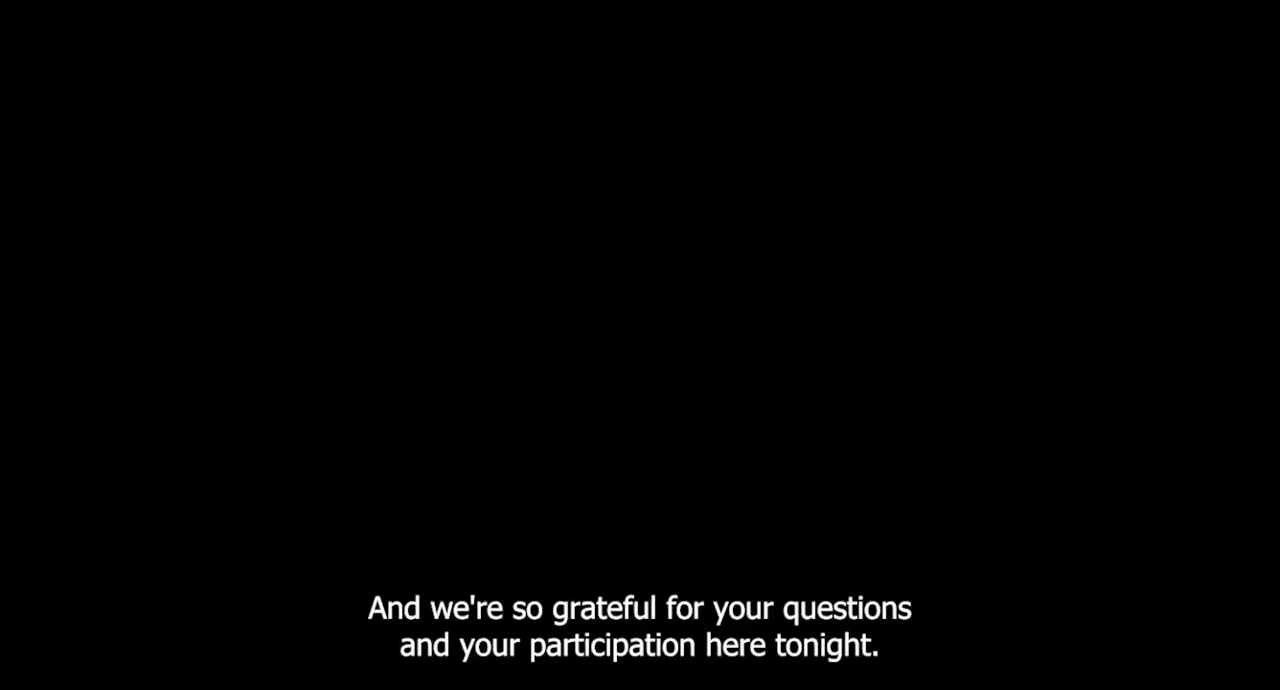 And we're so grateful for your questions
and your participation here tonight.